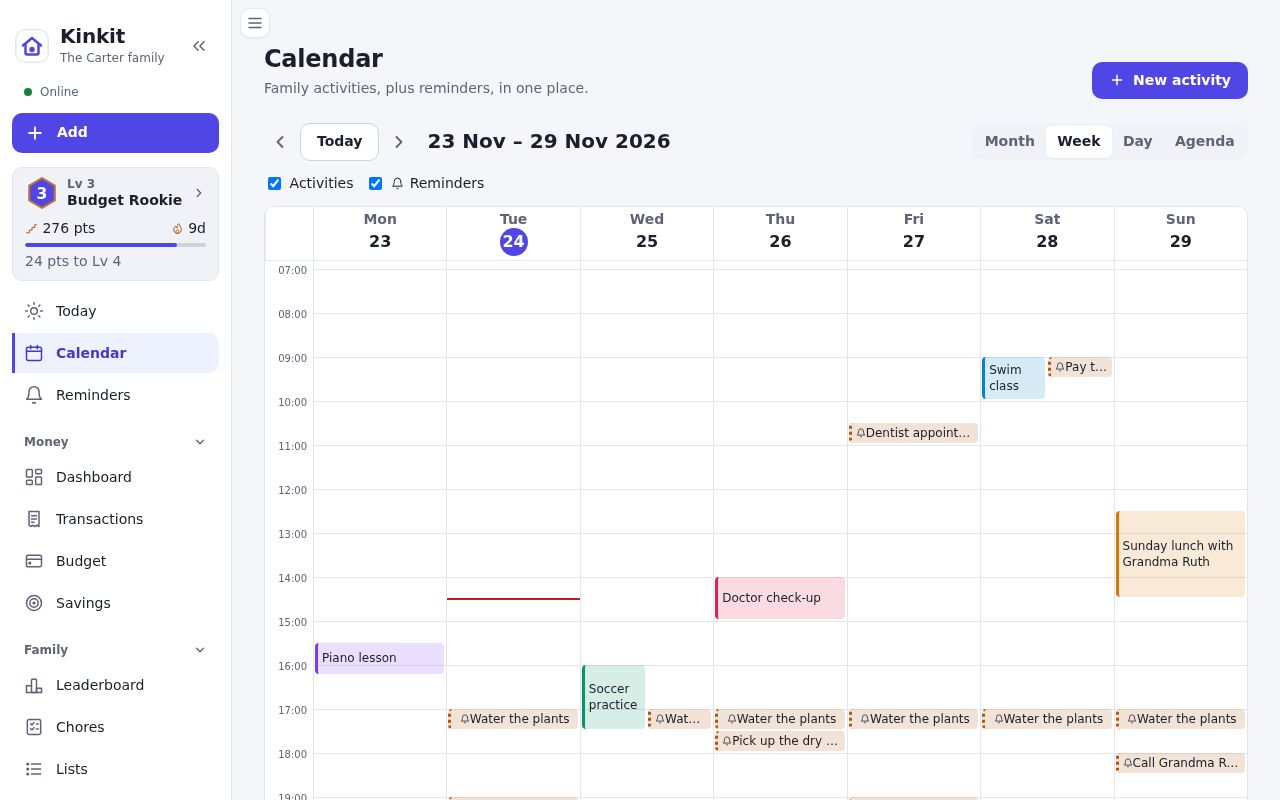 Kinkit
The Carter family
Online
Add
3
Lv 3
Budget Rookie
276 pts
9d
24 pts to Lv 4
Today
Calendar
Reminders
Money
Dashboard
Transactions
Budget
Savings
Family
Leaderboard
Chores
Lists
Calendar
Family activities, plus reminders, in one place.
New activity
Today
23 Nov – 29 Nov 2026
Month Week Day Agenda
Activities Reminders
Mon Tue Wed Thu Fri Sat Sun
23 24 25 26 27 28 29
07:00
08:00
09:00
Swim class
Pay t…
10:00
Dentist appoint…
11:00
12:00
13:00
Sunday lunch with
Grandma Ruth
14:00
Doctor check-up
15:00
Piano lesson
16:00
Soccer
practice
17:00
Water the plants
Wat…
Water the plants
Water the plants
Water the plants
Water the plants
Pick up the dry …
18:00
Call Grandma R…
19:00